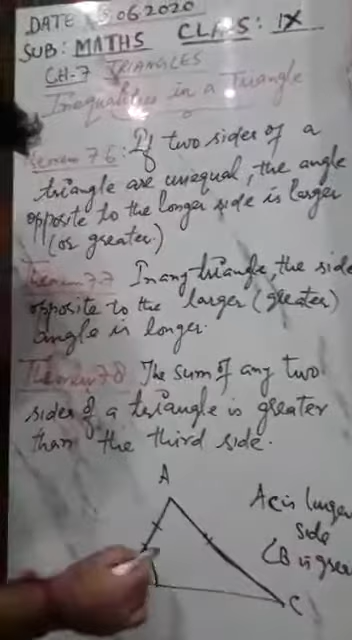 DATE 06.2020
SUB: MATHS CLASS: IX
CH-7 TRIANGLES
Inequalities in a Triangle
Theorem 7.6: If two sides of a
triangle are unequal, the angle
opposite to the longer side is larger
(or greater.)
Theorem 7.7 In any triangle, the side
opposite to the larger (greater)
angle is longer.
Theorem 7.8 The sum of any two
sides of a triangle is greater
than the third side.
A
AC is longer
side
∠B is
C